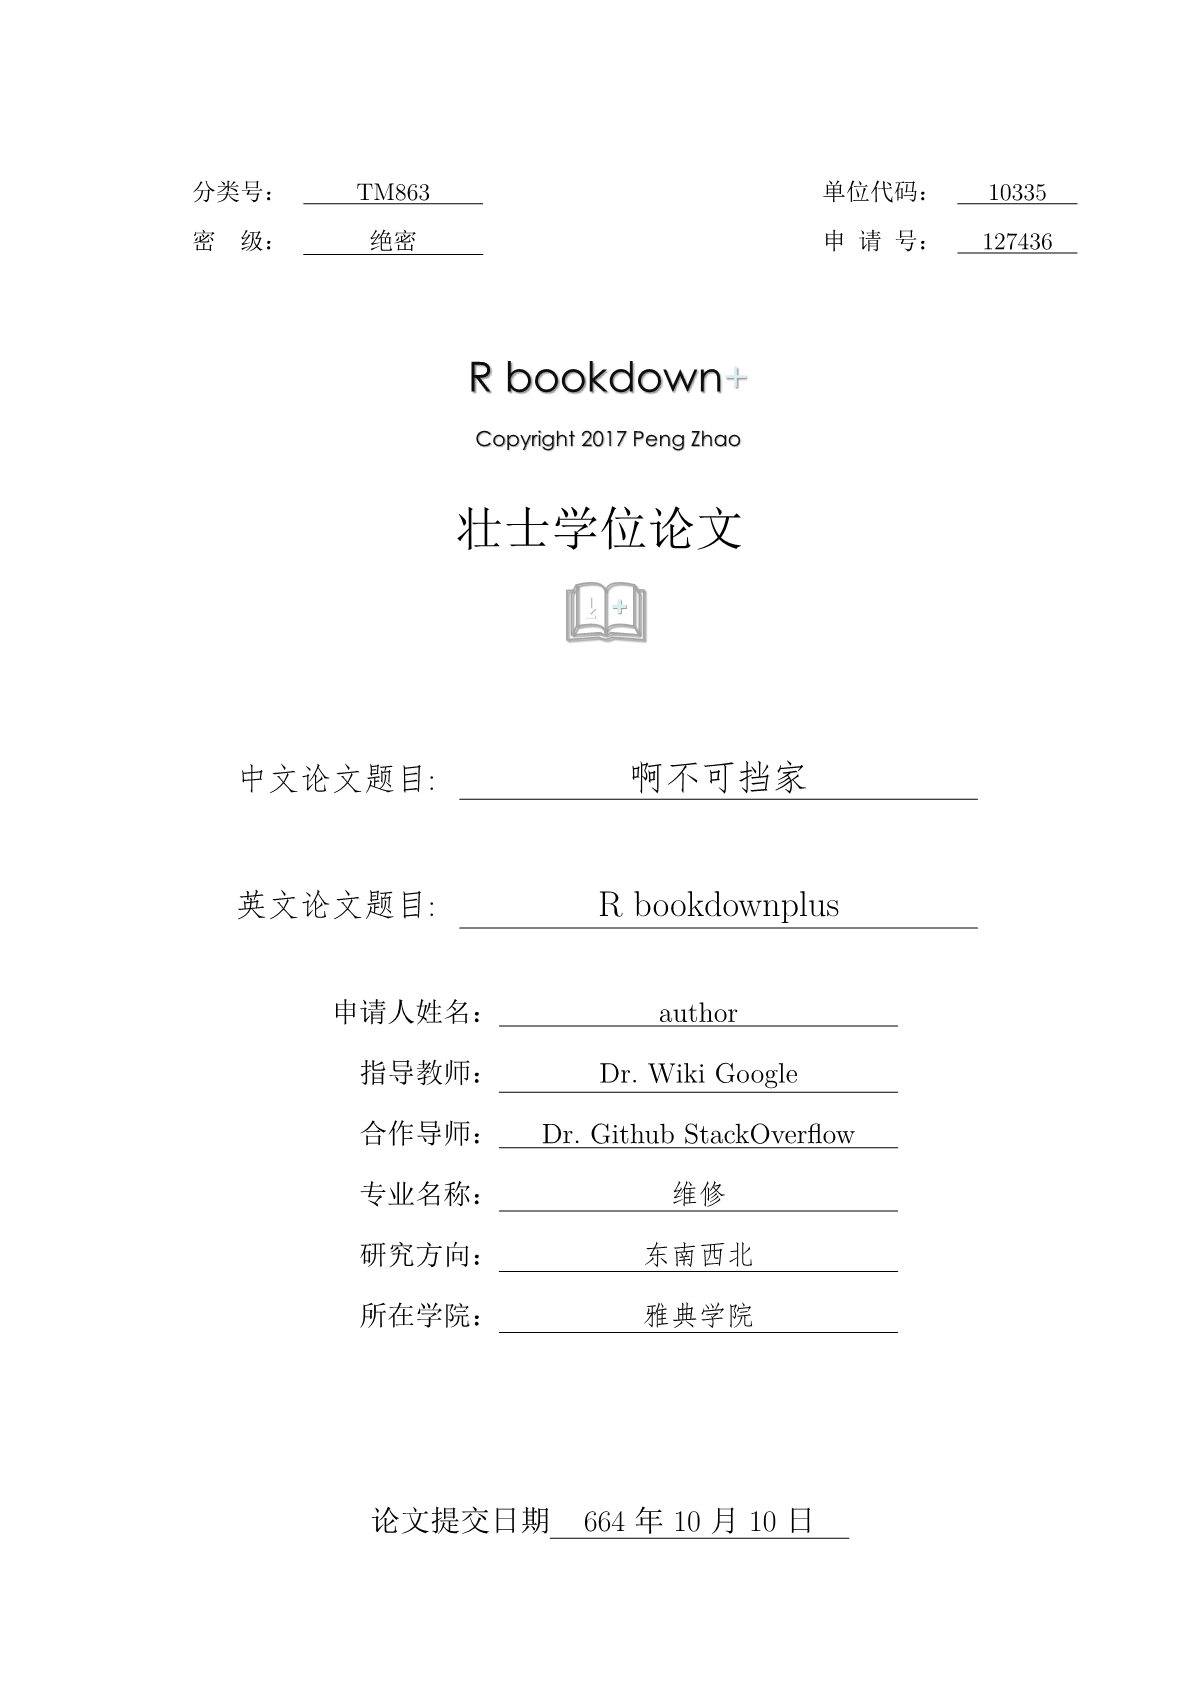 分类号： TM863 单位代码： 10335
密 级： 绝密 申 请 号： 127436
R bookdown+
Copyright 2017 Peng Zhao
壮士学位论文
中文论文题目: 啊不可挡家
英文论文题目: R bookdownplus
申请人姓名： author
指导教师： Dr. Wiki Google
合作导师： Dr. Github StackOverflow
专业名称： 维修
研究方向： 东南西北
所在学院： 雅典学院
论文提交日期 664 年 10 月 10 日